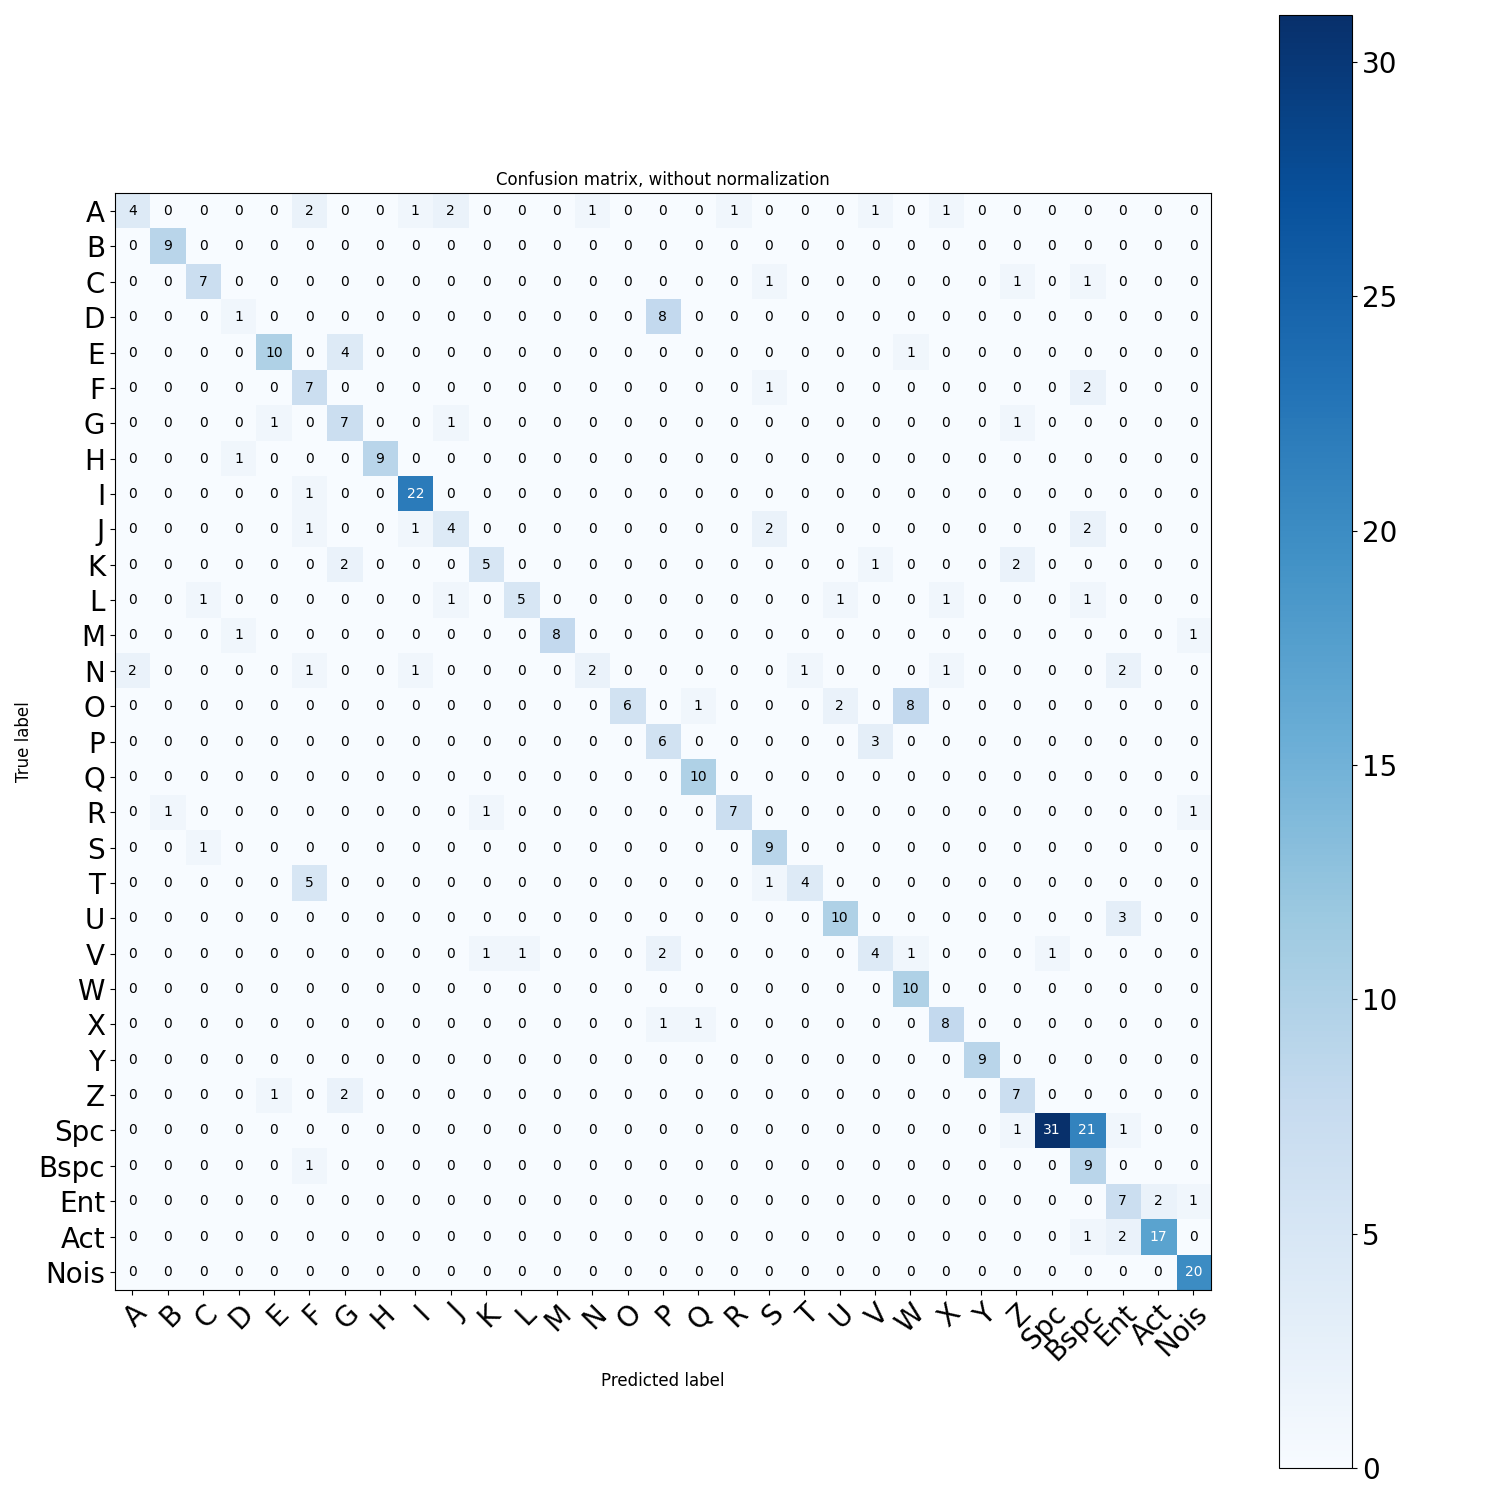 Confusion matrix, without normalization
True label
A 4 0 0 0 0 2 0 0 1 2 0 0 0 1 0 0 0 1 0 0 0 1 0 1 0 0 0 0 0 0 0
B 0 9 0 0 0 0 0 0 0 0 0 0 0 0 0 0 0 0 0 0 0 0 0 0 0 0 0 0 0 0 0
C 0 0 7 0 0 0 0 0 0 0 0 0 0 0 0 0 0 0 1 0 0 0 0 0 0 1 0 1 0 0 0
D 0 0 0 1 0 0 0 0 0 0 0 0 0 0 0 8 0 0 0 0 0 0 0 0 0 0 0 0 0 0 0
E 0 0 0 0 10 0 4 0 0 0 0 0 0 0 0 0 0 0 0 0 0 0 1 0 0 0 0 0 0 0 0
F 0 0 0 0 0 7 0 0 0 0 0 0 0 0 0 0 0 0 1 0 0 0 0 0 0 0 0 2 0 0 0
G 0 0 0 0 1 0 7 0 0 1 0 0 0 0 0 0 0 0 0 0 0 0 0 0 0 1 0 0 0 0 0
H 0 0 0 1 0 0 0 9 0 0 0 0 0 0 0 0 0 0 0 0 0 0 0 0 0 0 0 0 0 0 0
I 0 0 0 0 0 1 0 0 22 0 0 0 0 0 0 0 0 0 0 0 0 0 0 0 0 0 0 0 0 0 0
J 0 0 0 0 0 1 0 0 1 4 0 0 0 0 0 0 0 0 2 0 0 0 0 0 0 0 0 2 0 0 0
K 0 0 0 0 0 0 2 0 0 0 5 0 0 0 0 0 0 0 0 0 0 1 0 0 0 2 0 0 0 0 0
L 0 0 1 0 0 0 0 0 0 1 0 5 0 0 0 0 0 0 0 0 1 0 0 1 0 0 0 1 0 0 0
M 0 0 0 1 0 0 0 0 0 0 0 0 8 0 0 0 0 0 0 0 0 0 0 0 0 0 0 0 0 0 1
N 2 0 0 0 0 1 0 0 1 0 0 0 0 2 0 0 0 0 0 1 0 0 0 1 0 0 0 0 2 0 0
O 0 0 0 0 0 0 0 0 0 0 0 0 0 0 6 0 1 0 0 0 2 0 8 0 0 0 0 0 0 0 0
P 0 0 0 0 0 0 0 0 0 0 0 0 0 0 0 6 0 0 0 0 0 3 0 0 0 0 0 0 0 0 0
Q 0 0 0 0 0 0 0 0 0 0 0 0 0 0 0 0 10 0 0 0 0 0 0 0 0 0 0 0 0 0 0
R 0 1 0 0 0 0 0 0 0 0 1 0 0 0 0 0 0 7 0 0 0 0 0 0 0 0 0 0 0 0 1
S 0 0 1 0 0 0 0 0 0 0 0 0 0 0 0 0 0 0 9 0 0 0 0 0 0 0 0 0 0 0 0
T 0 0 0 0 0 5 0 0 0 0 0 0 0 0 0 0 0 0 1 4 0 0 0 0 0 0 0 0 0 0 0
U 0 0 0 0 0 0 0 0 0 0 0 0 0 0 0 0 0 0 0 0 10 0 0 0 0 0 0 0 3 0 0
V 0 0 0 0 0 0 0 0 0 0 1 1 0 0 0 2 0 0 0 0 0 4 1 0 0 0 1 0 0 0 0
W 0 0 0 0 0 0 0 0 0 0 0 0 0 0 0 0 0 0 0 0 0 0 10 0 0 0 0 0 0 0 0
X 0 0 0 0 0 0 0 0 0 0 0 0 0 0 0 1 1 0 0 0 0 0 0 8 0 0 0 0 0 0 0
Y 0 0 0 0 0 0 0 0 0 0 0 0 0 0 0 0 0 0 0 0 0 0 0 0 9 0 0 0 0 0 0
Z 0 0 0 0 1 0 2 0 0 0 0 0 0 0 0 0 0 0 0 0 0 0 0 0 0 7 0 0 0 0 0
Spc 0 0 0 0 0 0 0 0 0 0 0 0 0 0 0 0 0 0 0 0 0 0 0 0 0 1 31 21 1 0 0
Bspc 0 0 0 0 0 1 0 0 0 0 0 0 0 0 0 0 0 0 0 0 0 0 0 0 0 0 0 9 0 0 0
Ent 0 0 0 0 0 0 0 0 0 0 0 0 0 0 0 0 0 0 0 0 0 0 0 0 0 0 0 0 7 2 1
Act 0 0 0 0 0 0 0 0 0 0 0 0 0 0 0 0 0 0 0 0 0 0 0 0 0 0 0 1 2 17 0
Nois 0 0 0 0 0 0 0 0 0 0 0 0 0 0 0 0 0 0 0 0 0 0 0 0 0 0 0 0 0 0 20
A B C D E F G H I J K L M N O P Q R S T U V W X Y Z Spc Bspc Ent Act Nois
Predicted label
30
25
20
15
10
5
0